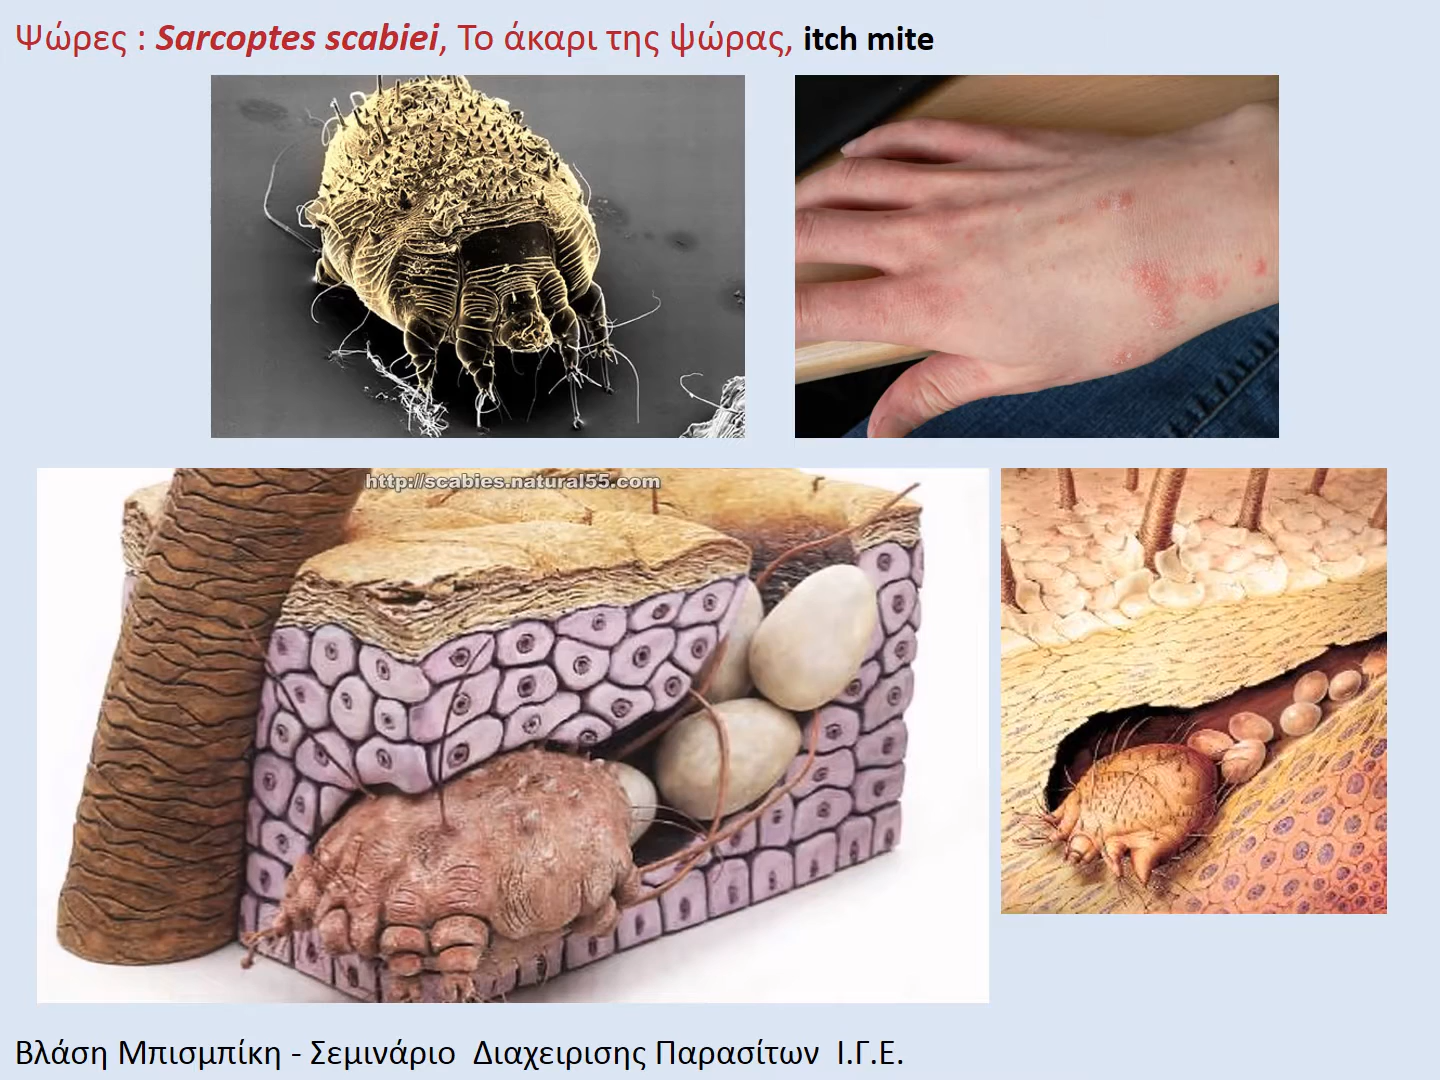 Ψώρες : Sarcoptes scabiei, Το άκαρι της ψώρας, itch mite
http://scabies.natural55.com
Βλάση Μπισμπίκη - Σεμινάριο Διαχειρισης Παρασίτων Ι.Γ.Ε.